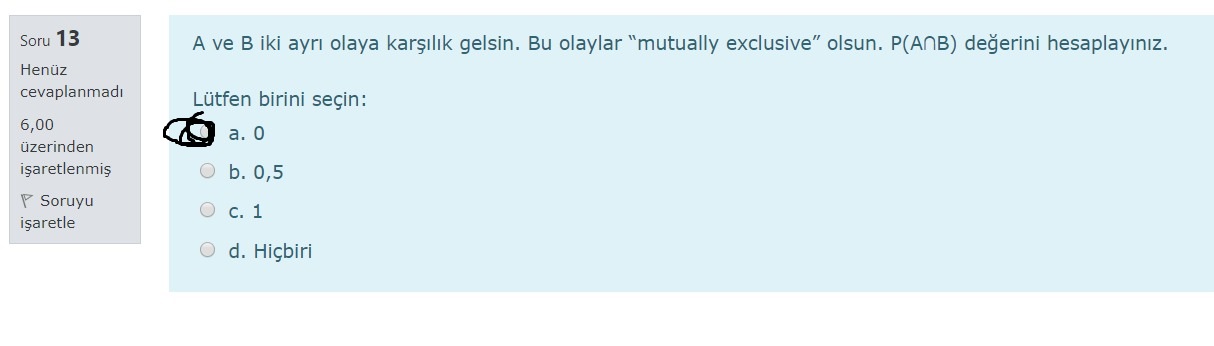 Soru 13
Henüz
cevaplanmadı
6,00
üzerinden
işaretlenmiş
Soruyu
işaretle
A ve B iki ayrı olaya karşılık gelsin. Bu olaylar “mutually exclusive” olsun. P(A∩B) değerini hesaplayınız.
Lütfen birini seçin:
a. 0
b. 0,5
c. 1
d. Hiçbiri